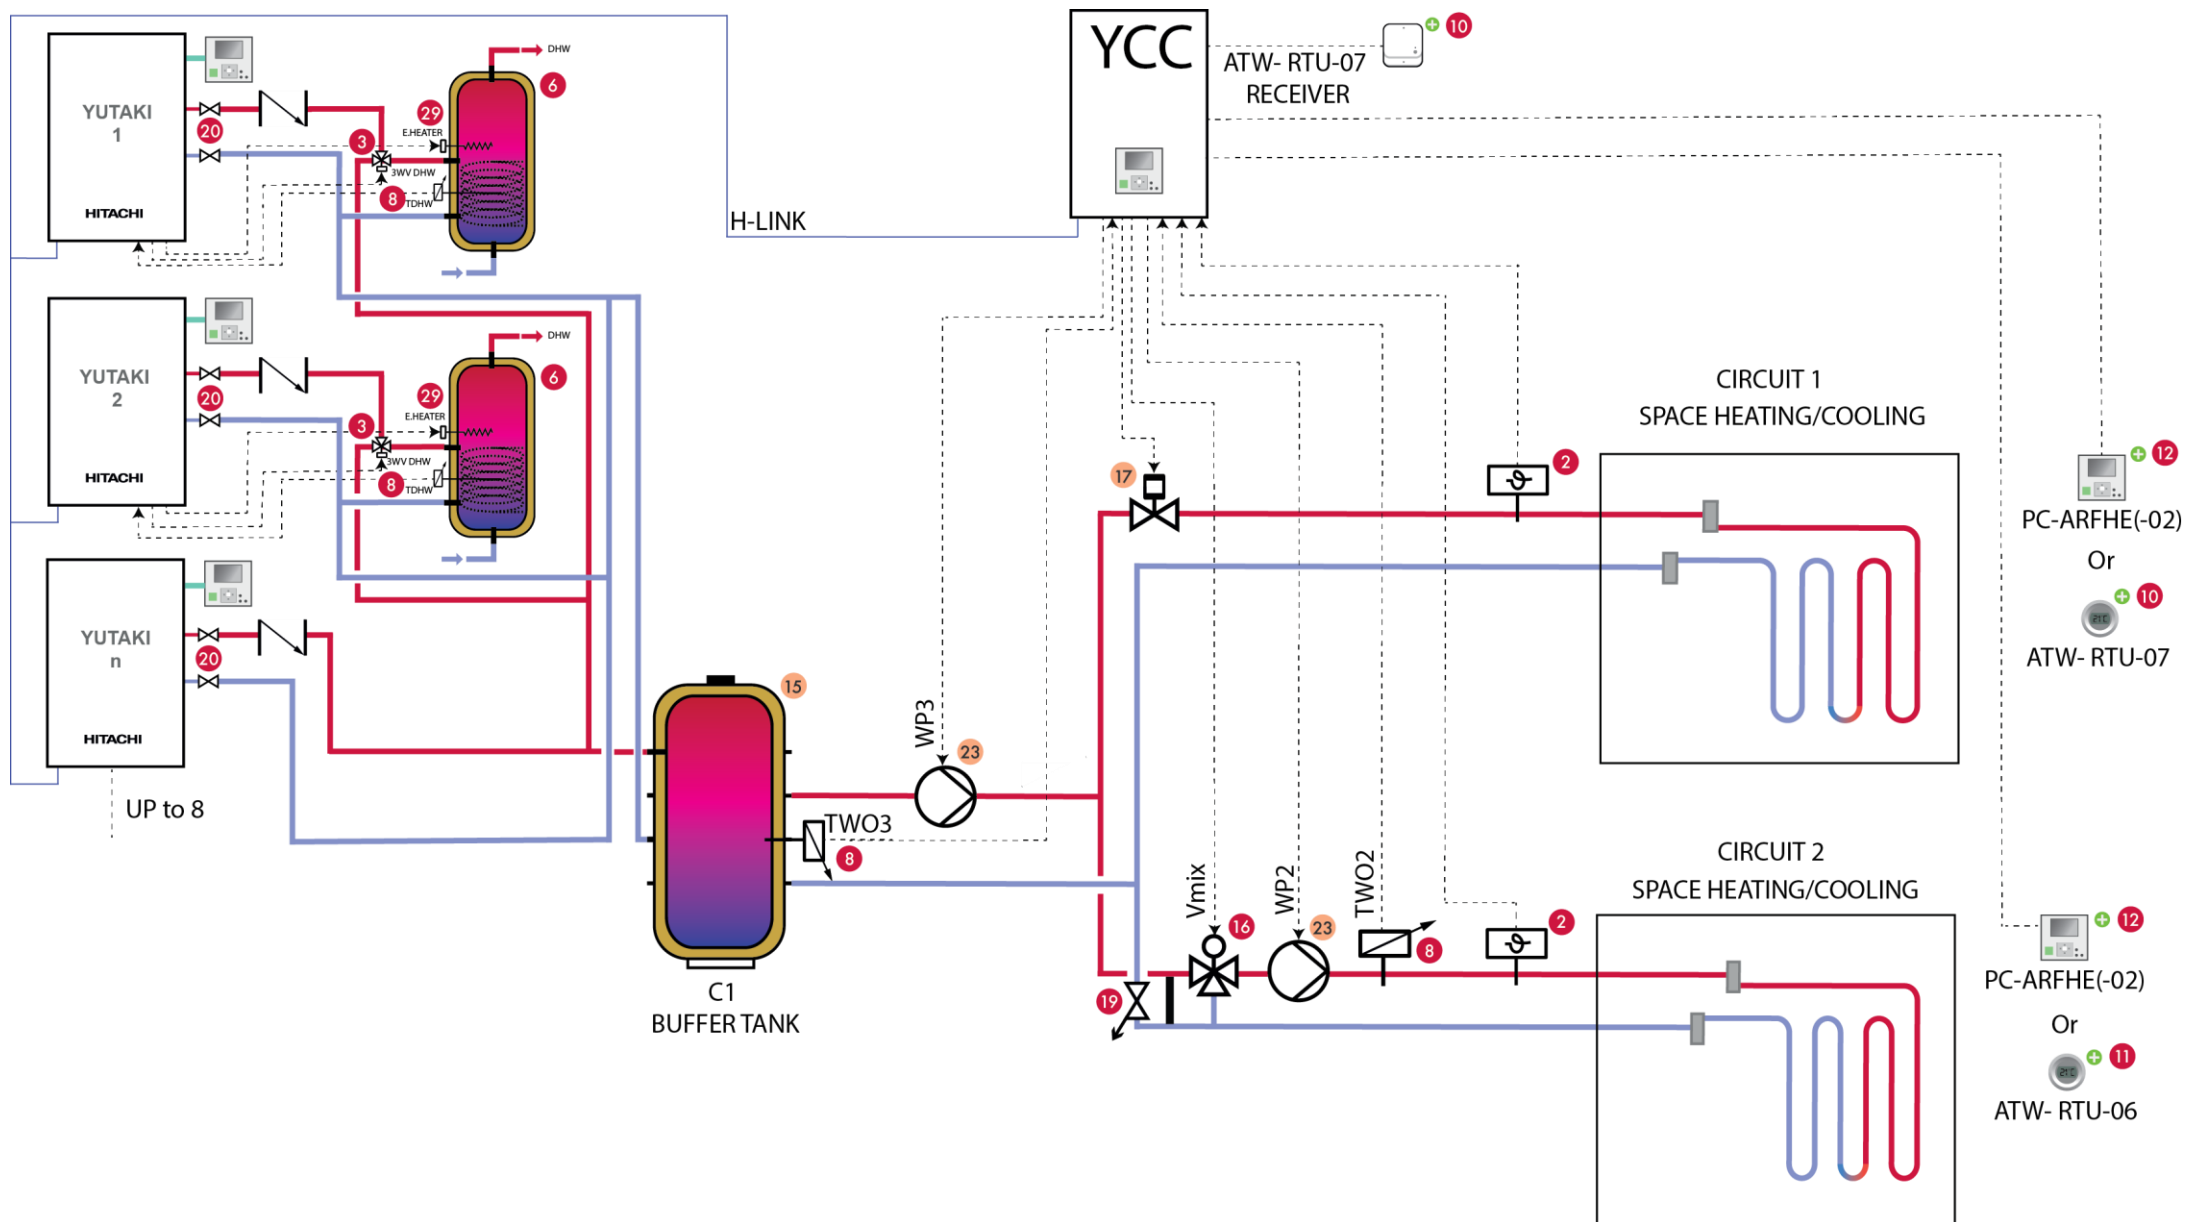 YUTAKI
1
HITACHI
20
3
29
E.HEATER
3WV DHW
8
TDHW
DHW
6
YUTAKI
2
HITACHI
20
3
29
E.HEATER
3WV DHW
8
TDHW
DHW
6
YUTAKI
n
HITACHI
20
UP to 8
H-LINK
YCC
ATW- RTU-07
RECEIVER
10
15
C1
BUFFER TANK
TWO3
8
WP3
23
17
2
CIRCUIT 1
SPACE HEATING/COOLING
12
PC-ARFHE(-02)
Or
10
ATW- RTU-07
19
Vmix
16
WP2
23
TWO2
8
2
CIRCUIT 2
SPACE HEATING/COOLING
12
PC-ARFHE(-02)
Or
11
ATW- RTU-06